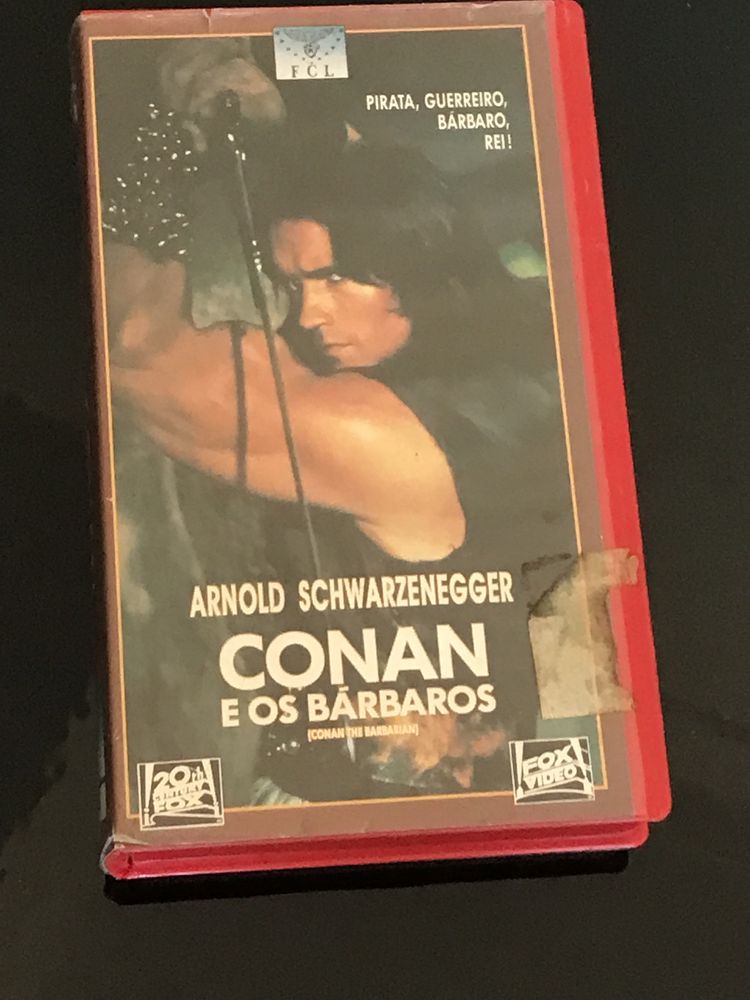 FCL
PIRATA, GUERREIRO,
BÁRBARO,
REI!
ARNOLD SCHWARZENEGGER
CONAN
E OS BÁRBAROS
(CONAN THE BARBARIAN)
20th
CENTURY
FOX
FOX
VIDEO